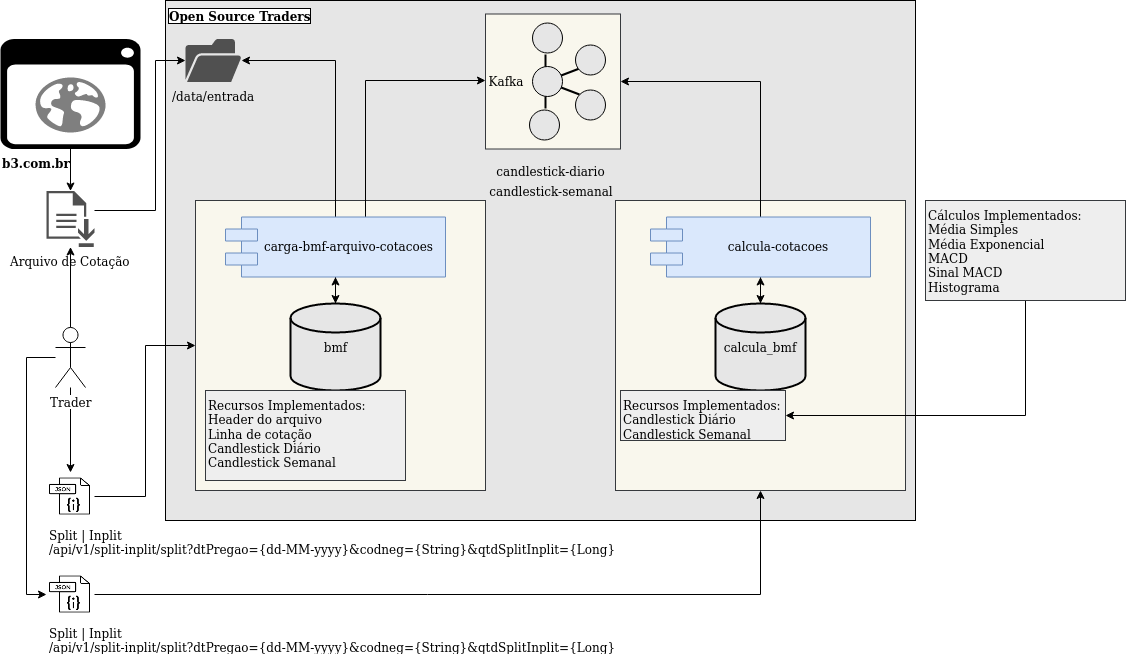 Open Source Traders
/data/entrada
Kafka
candlestick-diario
candlestick-semanal
b3.com.br
Arquivo de Cotação
Trader
carga-bmf-arquivo-cotacoes
bmf
Recursos Implementados:
Header do arquivo
Linha de cotação
Candlestick Diário
Candlestick Semanal
calcula-cotacoes
calcula_bmf
Recursos Implementados:
Candlestick Diário
Candlestick Semanal
Cálculos Implementados:
Média Simples
Média Exponencial
MACD
Sinal MACD
Histograma
JSON
{i}
Split | Inplit
/api/v1/split-inplit/split?dtPregao={dd-MM-yyyy}&codneg={String}&qtdSplitInplit={Long}
JSON
{i}
Split | Inplit
/api/v1/split-inplit/split?dtPregao={dd-MM-yyyy}&codneg={String}&qtdSplitInplit={Long}